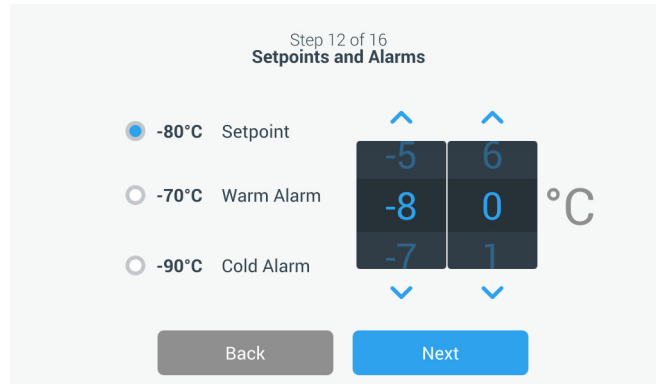 Step 12 of 16
Setpoints and Alarms
-80°C Setpoint
-70°C Warm Alarm
-90°C Cold Alarm
-5 6
-8 0 °C
-7 1
Back Next